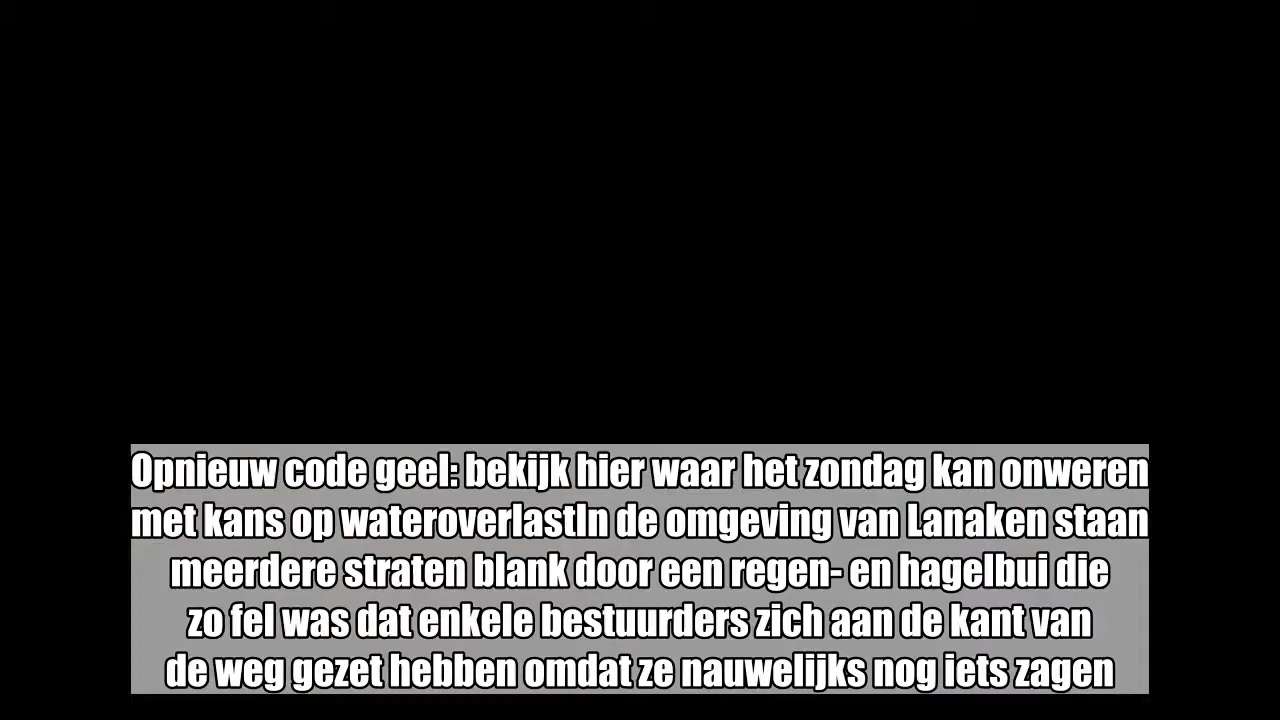 Opnieuw code geel: bekijk hier waar het zondag kan onweren
met kans op wateroverlastIn de omgeving van Lanaken staan
meerdere straten blank door een regen- en hagelbui die
zo fel was dat enkele bestuurders zich aan de kant van
de weg gezet hebben omdat ze nauwelijks nog iets zagen